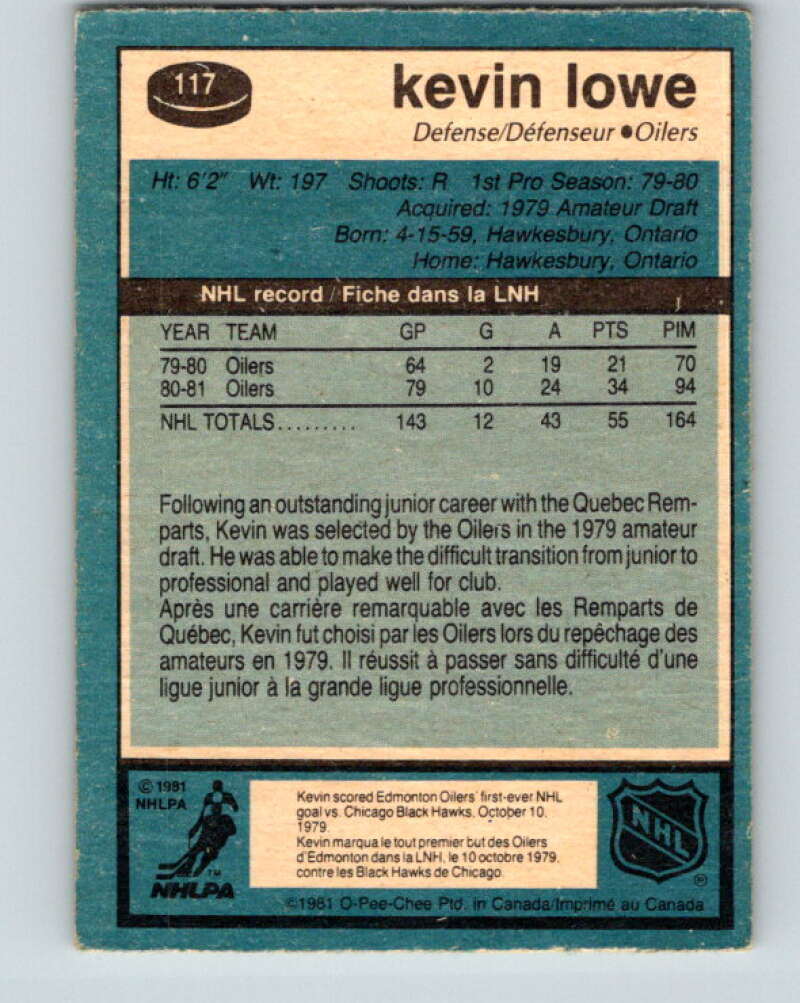 117
kevin lowe
Defense/Défenseur ● Oilers
Ht: 6'2" Wt: 197 Shoots: R 1st Pro Season: 79-80
Acquired: 1979 Amateur Draft
Born: 4-15-59, Hawkesbury, Ontario
Home: Hawkesbury, Ontario
NHL record / Fiche dans la LNH
YEAR TEAM GP G A PTS PIM
79-80 Oilers 64 2 19 21 70
80-81 Oilers 79 10 24 34 94
NHL TOTALS......... 143 12 43 55 164
Following an outstanding junior career with the Quebec Rem-
parts, Kevin was selected by the Oilers in the 1979 amateur
draft. He was able to make the difficult transition from junior to
professional and played well for club.
Après une carrière remarquable avec les Remparts de
Québec, Kevin fut choisi par les Oilers lors du repêchage des
amateurs en 1979. Il réussit à passer sans difficulté d'une
ligue junior à la grande ligue professionnelle.
© 1981
NHLPA
TM
NHLPA
Kevin scored Edmonton Oilers' first-ever NHL
goal vs. Chicago Black Hawks, October 10,
1979.
Kevin marqua le tout premier but des Oilers
d'Edmonton dans la LNH, le 10 octobre 1979,
contre les Black Hawks de Chicago.
NHL
®
©1981 O-Pee-Chee Ptd. in Canada/Imprimé au Canada